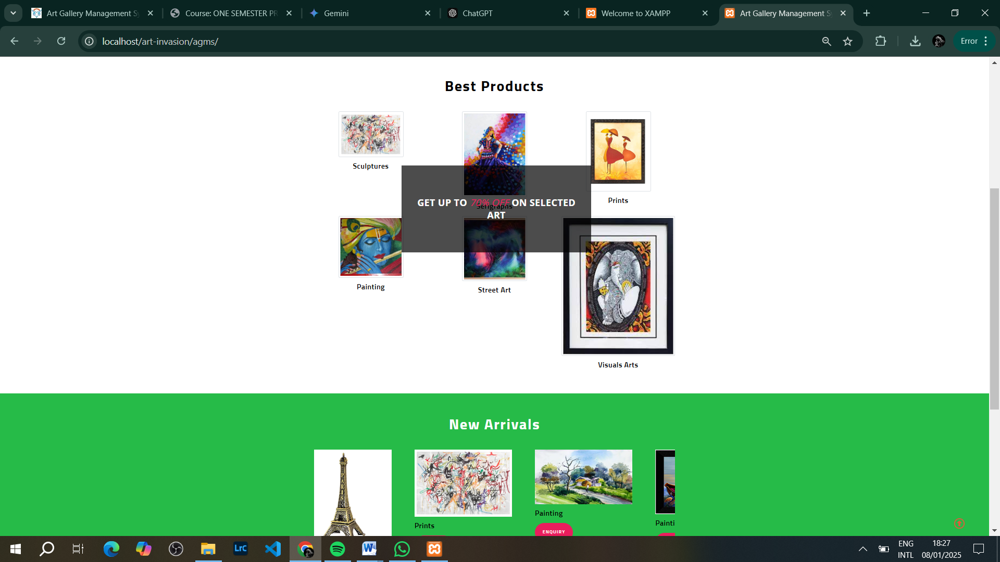 Art Gallery Management Sy
Course: ONE SEMESTER PR
Gemini
ChatGPT
Welcome to XAMPP
Art Gallery Management S
localhost/art-invasion/agms/
Error
Best Products
Sculptures
Serigraphs
Prints
GET UP TO 70% OFF ON SELECTED
ART
Painting
Street Art
Visuals Arts
New Arrivals
PARIS
Prints
Painting
ENQUIRY
Painti
LrC
W
ENG
INTL
18:27
08/01/2025